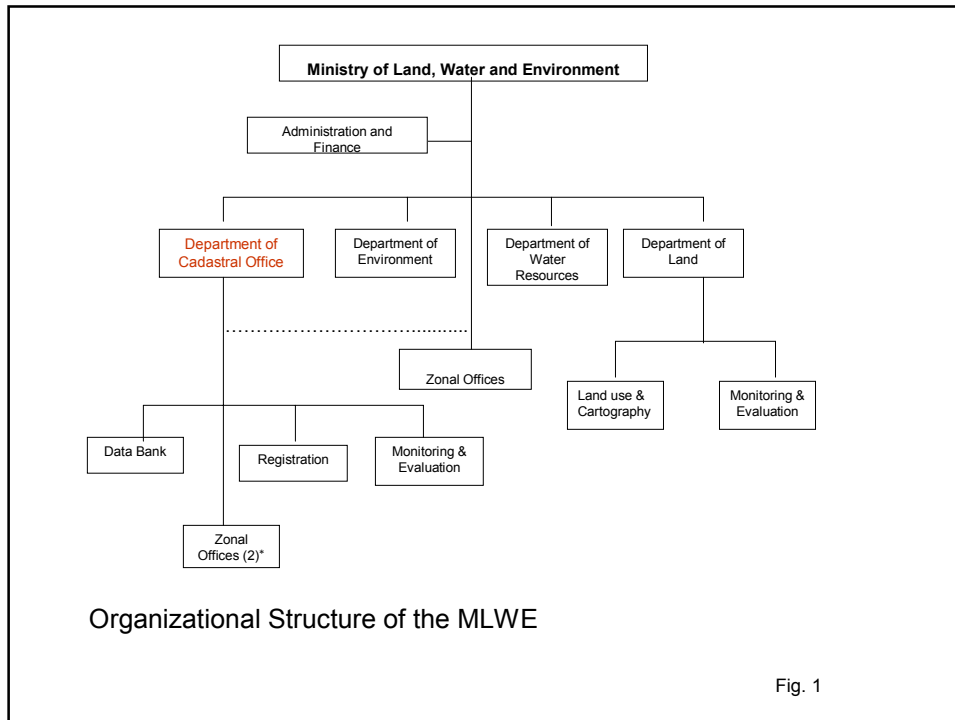 Ministry of Land, Water and Environment
Administration and
Finance
Department of
Cadastral Office
Department of
Environment
Department of
Water
Resources
Department of
Land
Zonal Offices
Land use &
Cartography
Monitoring &
Evaluation
Data Bank
Registration
Monitoring &
Evaluation
Zonal
Offices (2)*
Organizational Structure of the MLWE
Fig. 1